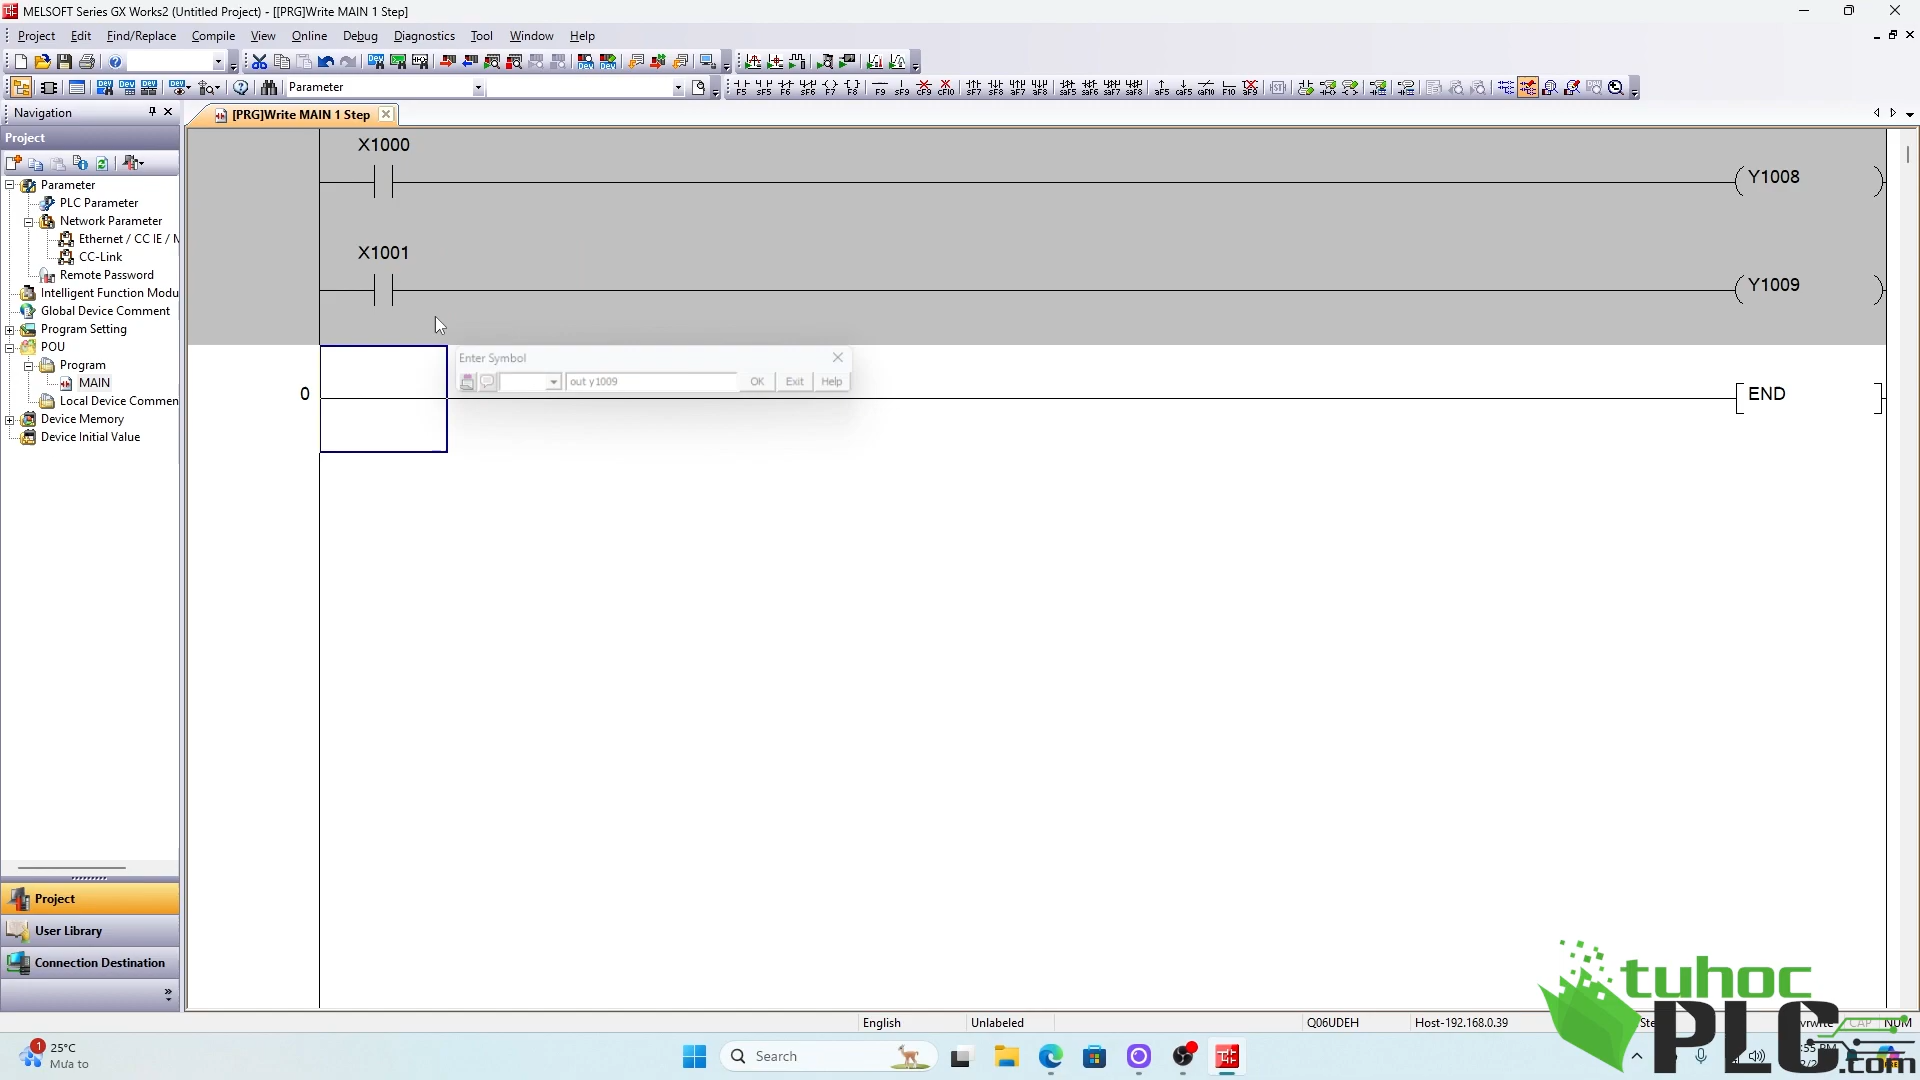 MELSOFT Series GX Works2 (Untitled Project) - [[PRG]Write MAIN 1 Step]
Project Edit Find/Replace Compile View Online Debug Diagnostics Tool Window Help
Parameter
Navigation
[PRG]Write MAIN 1 Step
Project
Parameter
PLC Parameter
Network Parameter
Ethernet / CC IE / M
CC-Link
Remote Password
Intelligent Function Modu
Global Device Comment
Program Setting
POU
Program
MAIN
Local Device Commen
Device Memory
Device Initial Value
X1000
Y1008
X1001
Y1009
Enter Symbol
out y1009 OK Exit Help
0
END
Project
User Library
Connection Destination
English Unlabeled Q06UDEH Host-192.168.0.39 CAP NUM
25°C
Mưa to
1
Search
tuhoc
PLC.com